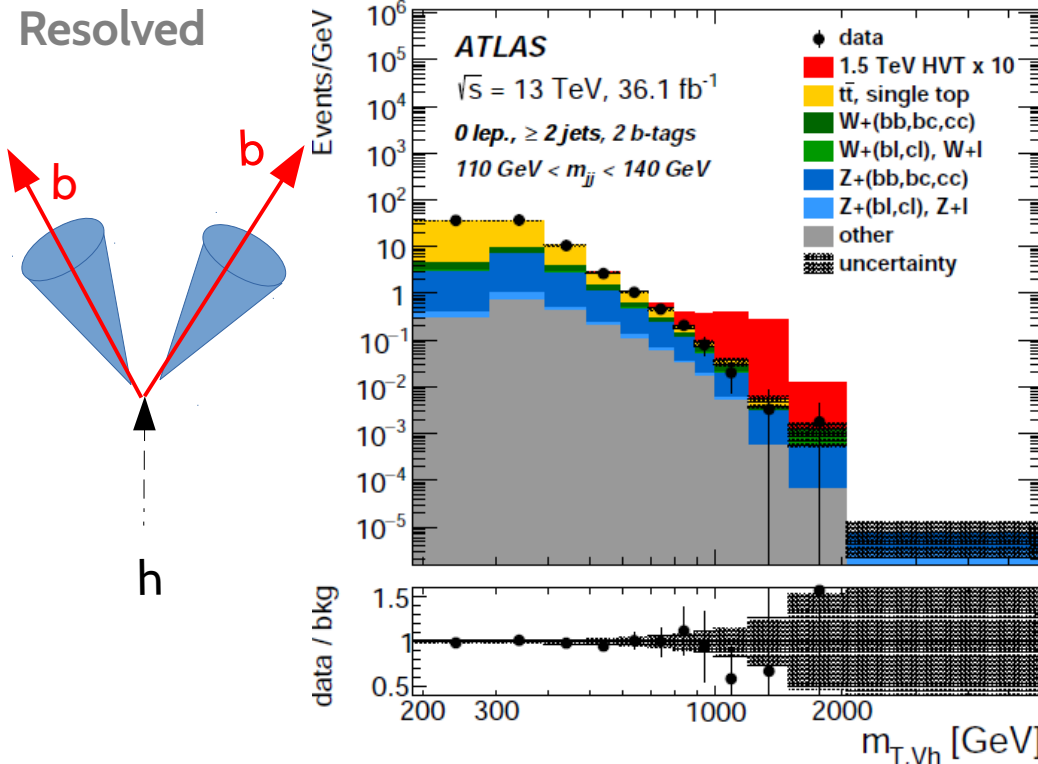 Resolved
b
b
h
Events/GeV
10⁶
10⁵
10⁴
10³
10²
10
1
10⁻¹
10⁻²
10⁻³
10⁻⁴
10⁻⁵
ATLAS
√s = 13 TeV, 36.1 fb⁻¹
0 lep., ≥ 2 jets, 2 b-tags
110 GeV < m_jj < 140 GeV
data
1.5 TeV HVT x 10
tt̄, single top
W+(bb,bc,cc)
W+(bl,cl), W+l
Z+(bb,bc,cc)
Z+(bl,cl), Z+l
other
uncertainty
data / bkg
1.5
1
0.5
200 300 1000 2000
m_T,Vh [GeV]